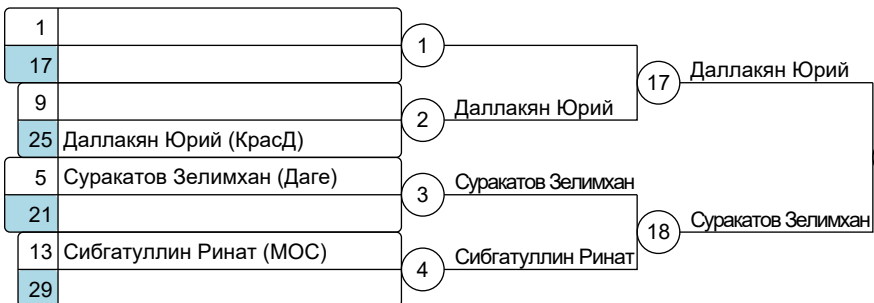 1
17
1
9
25 Даллакян Юрий (КрасД)
2 Даллакян Юрий
17 Даллакян Юрий
5 Суракатов Зелимхан (Даге)
21
3 Суракатов Зелимхан
13 Сибгатуллин Ринат (МОС)
29
4 Сибгатуллин Ринат
18 Суракатов Зелимхан